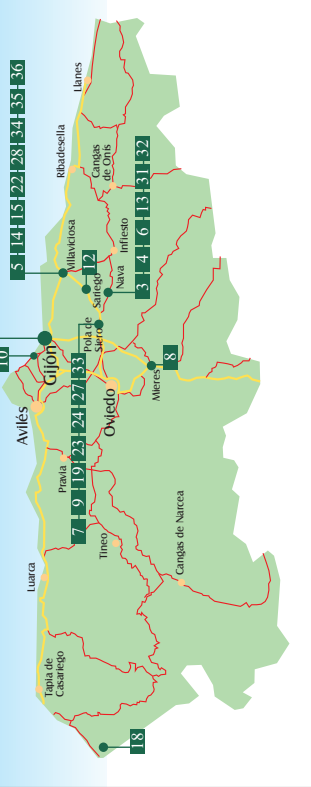 10
5 14 15 22 28 34 35 36
Avilés
Gijón
Villaviciosa
Ribadesella
Llanes
Luarca
Tapia de
Casariego
Pravia
12
Sariego
Pola de
Siero
Nava
Infiesto
Cangas
de Onís
7 9 19 23 24 27 33
Oviedo
3 4 6 13 31 32
Tineo
18
Mieres
8
Cangas de Narcea